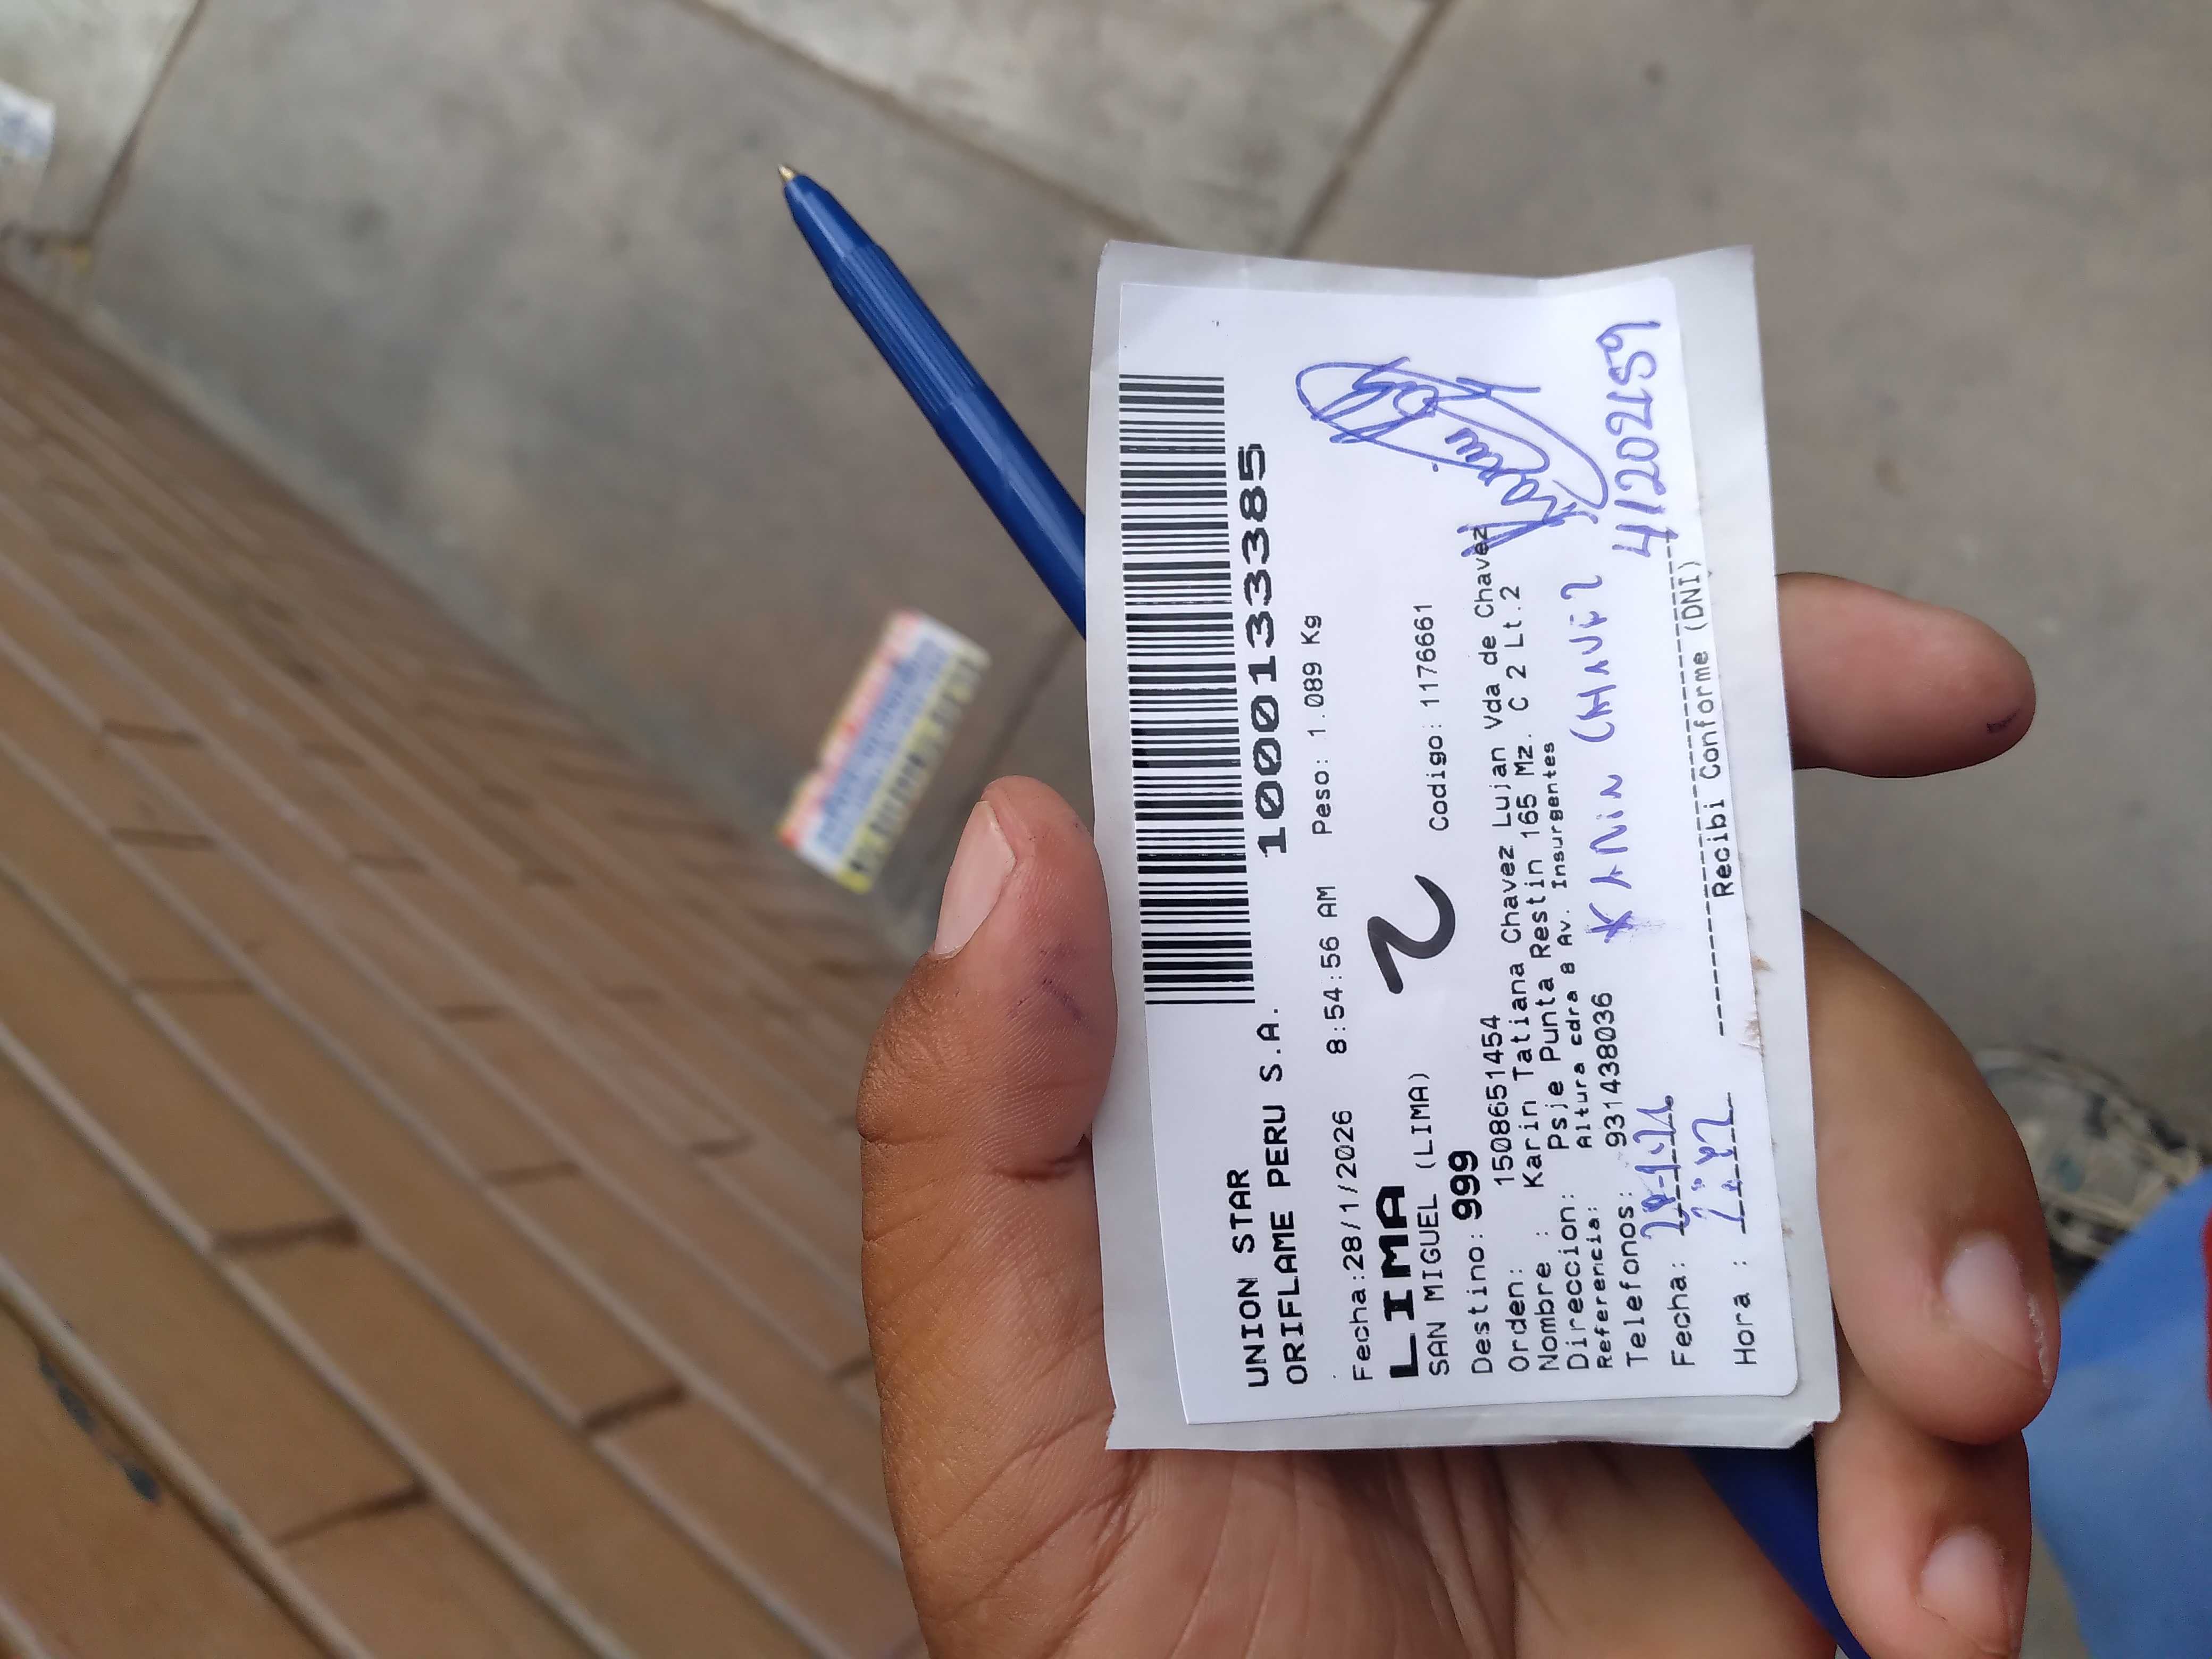 UNION STAR
ORIFLAME PERU S.A. 10001333385
Fecha:28/1/2026 8:54:56 AM Peso: 1.089 Kg
LIMA 2
SAN MIGUEL (LIMA) Codigo: 1176661
Destino: 999
Orden: 1508651454
Nombre : Karin Tatiana Chavez Lujan Vda de Chavez
Direccion: Psje Punta Restin 165 Mz. C 2 Lt.2
Referencia: Altura cdra 8 Av. Insurgentes
Telefonos: 931438036
KARIN CHAVEZ
Fecha: 41202459
Recibi Conforme (DNI)
Hora :